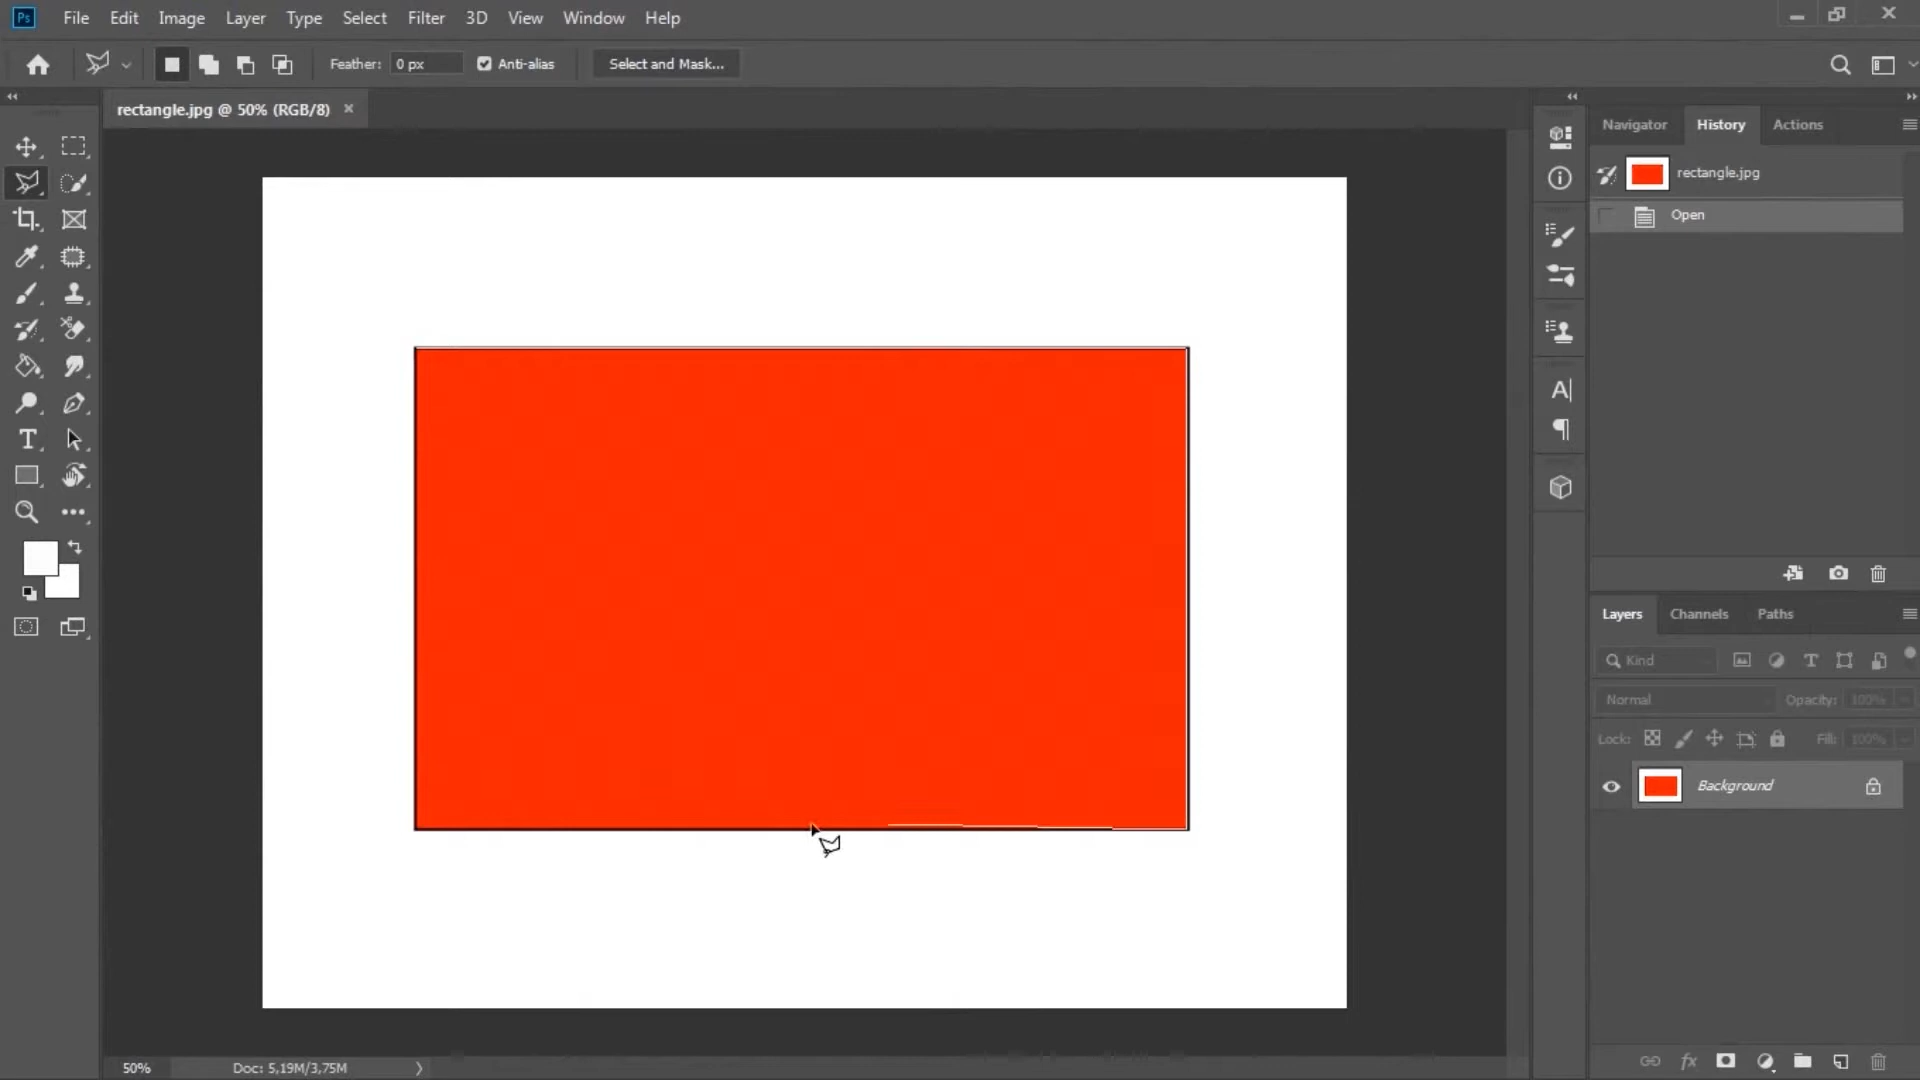 Ps File Edit Image Layer Type Select Filter 3D View Window Help
Feather: 0 px Anti-alias Select and Mask...
rectangle.jpg @ 50% (RGB/8)
Navigator History Actions
rectangle.jpg
Open
Layers Channels Paths
Kind
Normal Opacity: 100%
Lock: Fill: 100%
Background
fx
50% Doc: 5,19M/3,75M